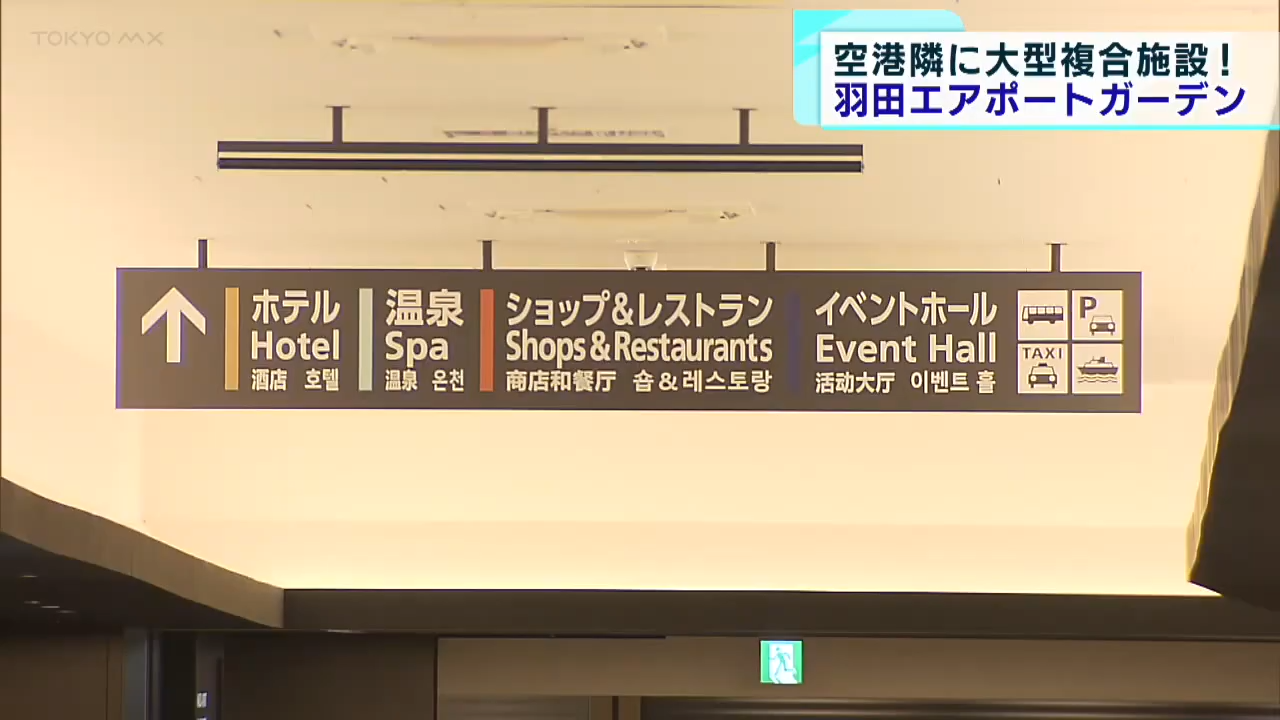 TOKYO MX
空港隣に大型複合施設！
羽田エアポートガーデン
ホテル
Hotel
酒店 호텔
温泉
Spa
温泉 온천
ショップ&レストラン
Shops & Restaurants
商店和餐厅 숍&레스토랑
イベントホール
Event Hall
活动大厅 이벤트 홀
P
TAXI